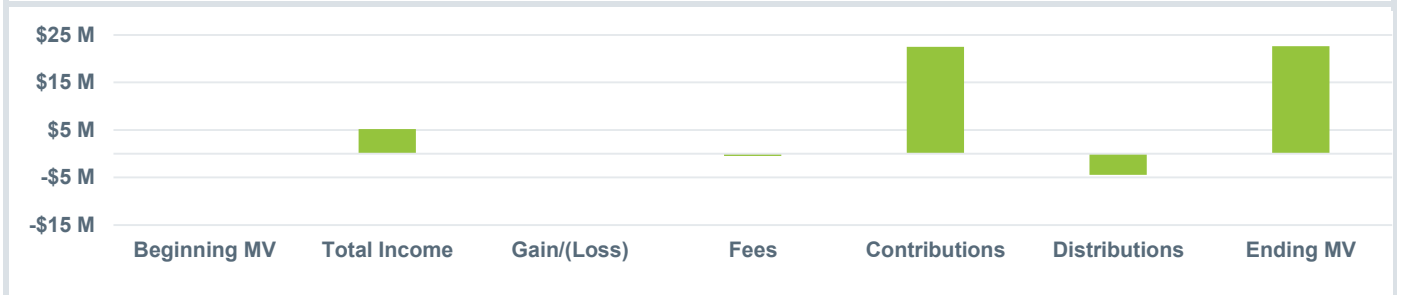 $25 M
$15 M
$5 M
-$5 M
-$15 M
Beginning MV Total Income Gain/(Loss) Fees Contributions Distributions Ending MV